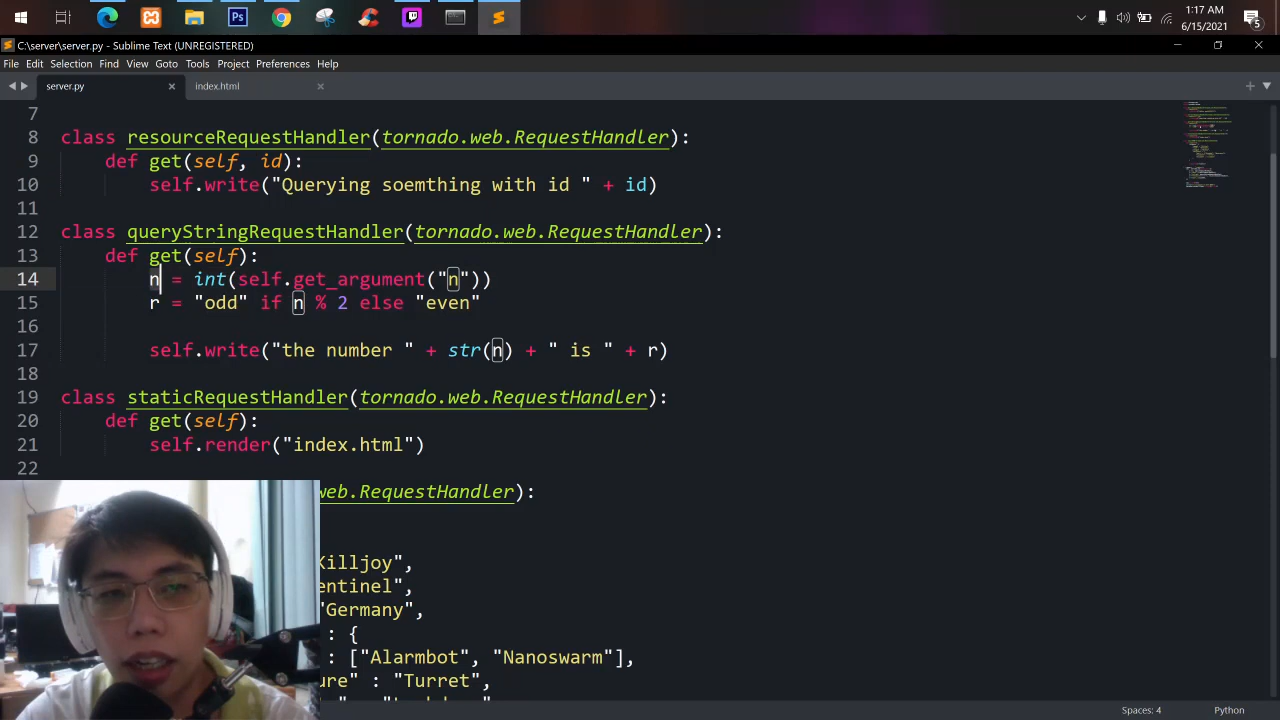 1:17 AM
6/15/2021
5
C:\server\server.py - Sublime Text (UNREGISTERED)
File Edit Selection Find View Goto Tools Project Preferences Help
server.py index.html
7
8 class resourceRequestHandler(tornado.web.RequestHandler):
9 def get(self, id):
10 self.write("Querying soemthing with id " + id)
11
12 class queryStringRequestHandler(tornado.web.RequestHandler):
13 def get(self):
14 n = int(self.get_argument("n"))
15 r = "odd" if n % 2 else "even"
16
17 self.write("the number " + str(n) + " is " + r)
18
19 class staticRequestHandler(tornado.web.RequestHandler):
20 def get(self):
21 self.render("index.html")
22
web.RequestHandler):
Killjoy",
entinel",
"Germany",
: {
: ["Alarmbot", "Nanoswarm"],
ure" : "Turret",
Spaces: 4 Python